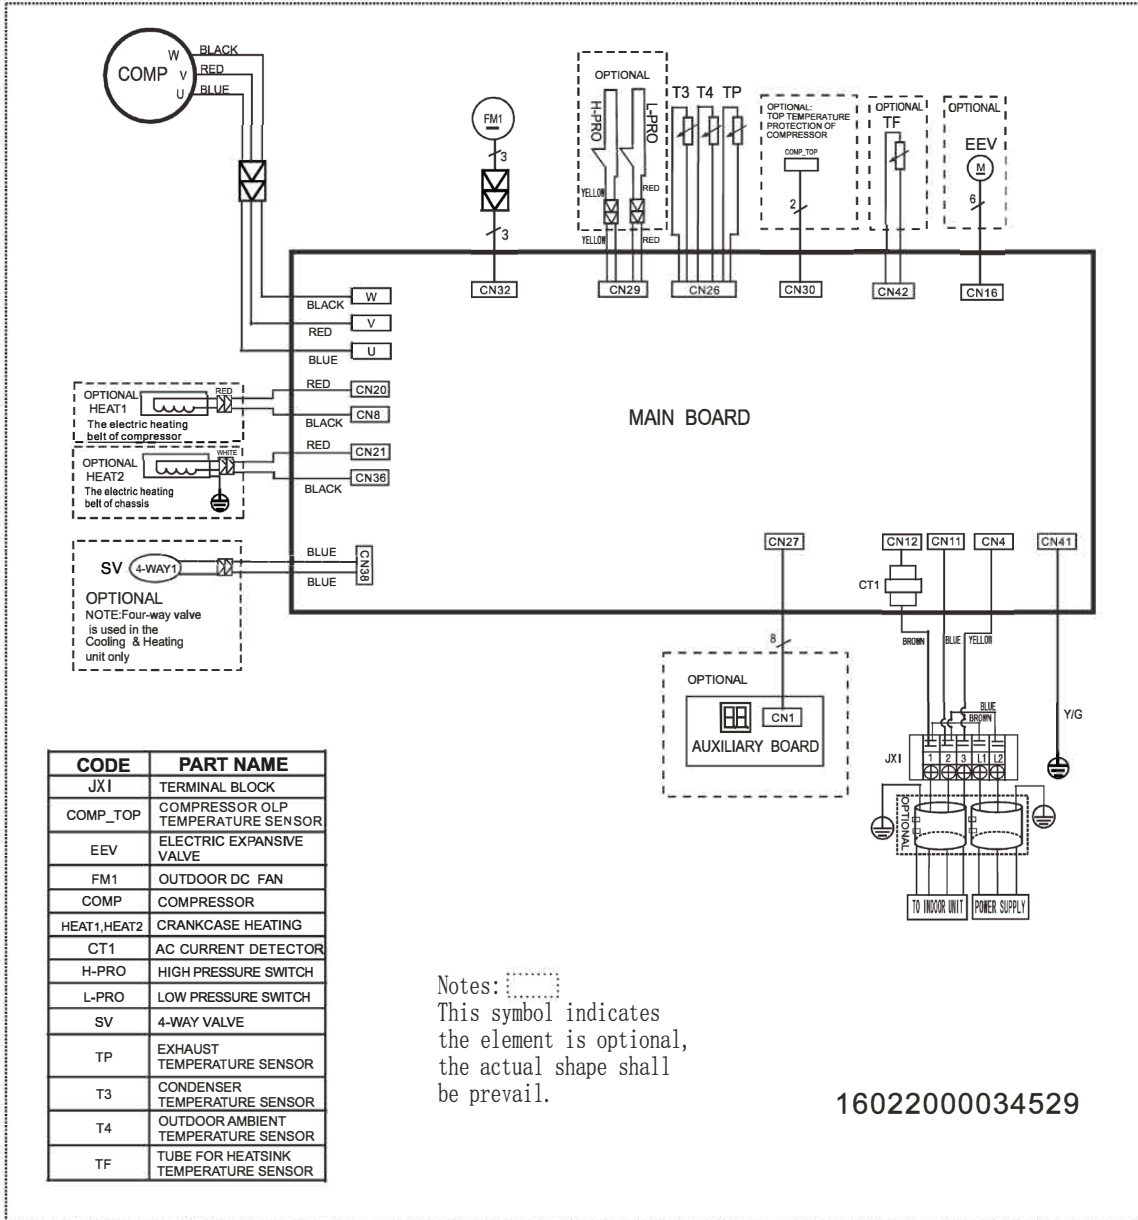 COMP
W
V
U
BLACK
RED
BLUE
FM1
3
3
OPTIONAL
H-PRO
L-PRO
YELLOW
RED
YELLOW
RED
T3 T4 TP
OPTIONAL:
TOP TEMPERATURE
PROTECTION OF
COMPRESSOR
COMP_TOP
2
OPTIONAL
TF
OPTIONAL
EEV
M
6
CN32
CN29
CN26
CN30
CN42
CN16
BLACK
W
RED
V
BLUE
U
OPTIONAL
HEAT1
The electric heating
belt of compressor
RED
RED
CN20
BLACK
CN8
OPTIONAL
HEAT2
The electric heating
belt of chassis
WHITE
RED
CN21
BLACK
CN36
MAIN BOARD
SV
4-WAY1
OPTIONAL
NOTE:Four-way valve
is used in the
Cooling & Heating
unit only
BLUE
BLUE
CN38
CN27
CN12
CN11
CN4
CN41
CT1
8
BROWN
BLUE
YELLOW
Y/G
OPTIONAL
CN1
AUXILIARY BOARD
BLUE
BROWN
JX1
1 2 3 L1 L2
OPTIONAL
TO INDOOR UNIT
POWER SUPPLY
CODE PART NAME
JX1 TERMINAL BLOCK
COMP_TOP COMPRESSOR OLP
TEMPERATURE SENSOR
EEV ELECTRIC EXPANSIVE
VALVE
FM1 OUTDOOR DC FAN
COMP COMPRESSOR
HEAT1,HEAT2 CRANKCASE HEATING
CT1 AC CURRENT DETECTOR
H-PRO HIGH PRESSURE SWITCH
L-PRO LOW PRESSURE SWITCH
SV 4-WAY VALVE
TP EXHAUST
TEMPERATURE SENSOR
T3 CONDENSER
TEMPERATURE SENSOR
T4 OUTDOOR AMBIENT
TEMPERATURE SENSOR
TF TUBE FOR HEATSINK
TEMPERATURE SENSOR
Notes:
This symbol indicates
the element is optional,
the actual shape shall
be prevail.
16022000034529